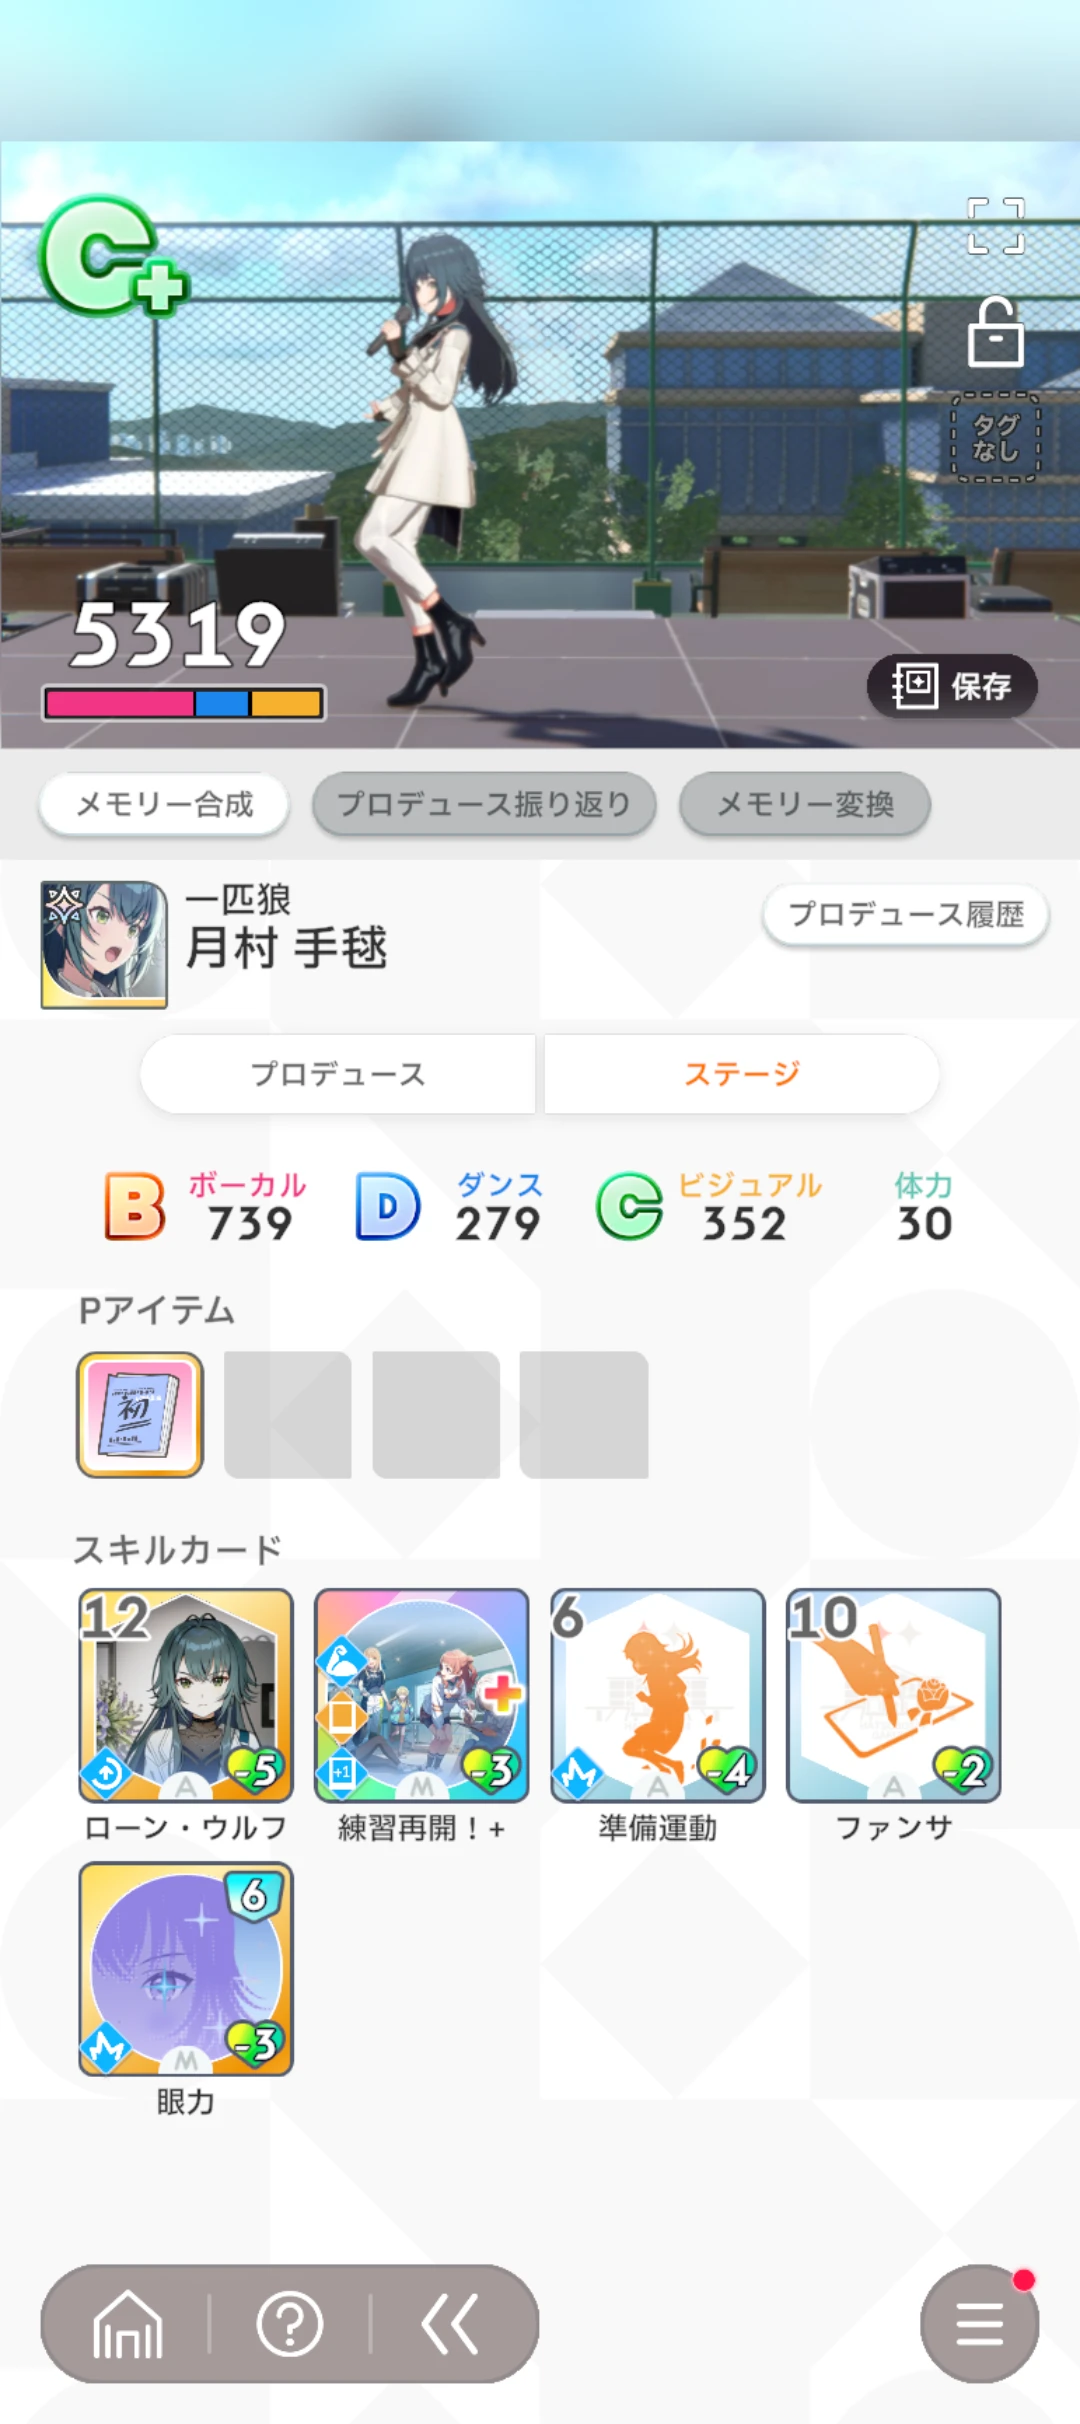 C+
タグ
なし
5319
保存
メモリー合成
プロデュース振り返り
メモリー変換
一匹狼
月村 手毬
プロデュース履歴
プロデュース
ステージ
B ボーカル 739
D ダンス 279
C ビジュアル 352
体力 30
Pアイテム
初
スキルカード
12
A
-5
ローン・ウルフ
+1
+
M
-3
練習再開！+
6
A
-4
準備運動
10
A
-2
ファンサ
6
M
-3
眼力
?